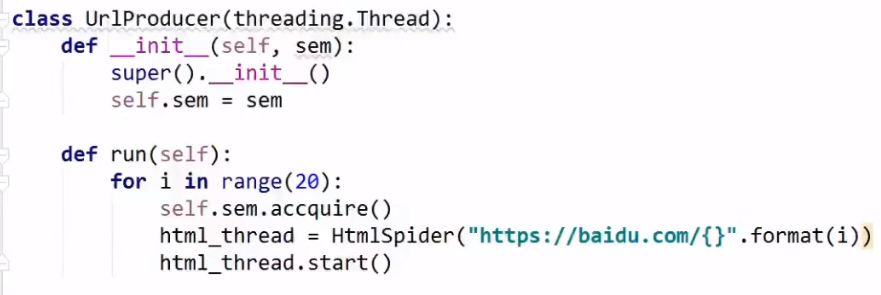 class UrlProducer(threading.Thread):
    def __init__(self, sem):
        super().__init__()
        self.sem = sem

    def run(self):
        for i in range(20):
            self.sem.accquire()
            html_thread = HtmlSpider("https://baidu.com/{}".format(i))
            html_thread.start()